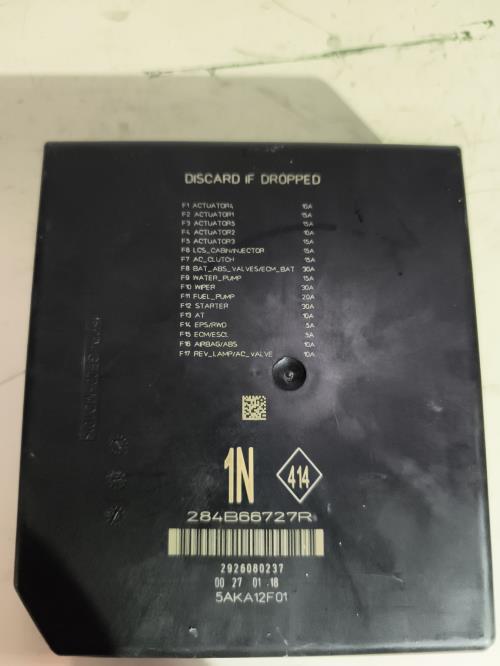 DISCARD IF DROPPED
F1 ACTUATOR4 10A
F2 ACTUATOR1 15A
F3 ACTUATOR5 15A
F4 ACTUATOR2 10A
F5 ACTUATOR3 15A
F6 LCS_CABIN/INJECTOR 15A
F7 AC_CLUTCH 15A
F8 BAT_ABS_VALVES/ECM_BAT 30A
F9 WATER_PUMP 15A
F10 WIPER 30A
F11 FUEL_PUMP 20A
F12 STARTER 30A
F13 AT 10A
F14 EPS/RWD 5A
F15 ECM/ESCL 5A
F16 AIRBAG/ABS 10A
F17 REV_LAMP/AC_VALVE 10A
1N 414
284B66727R
2926080237
00 27 01 18
5AKA12F01